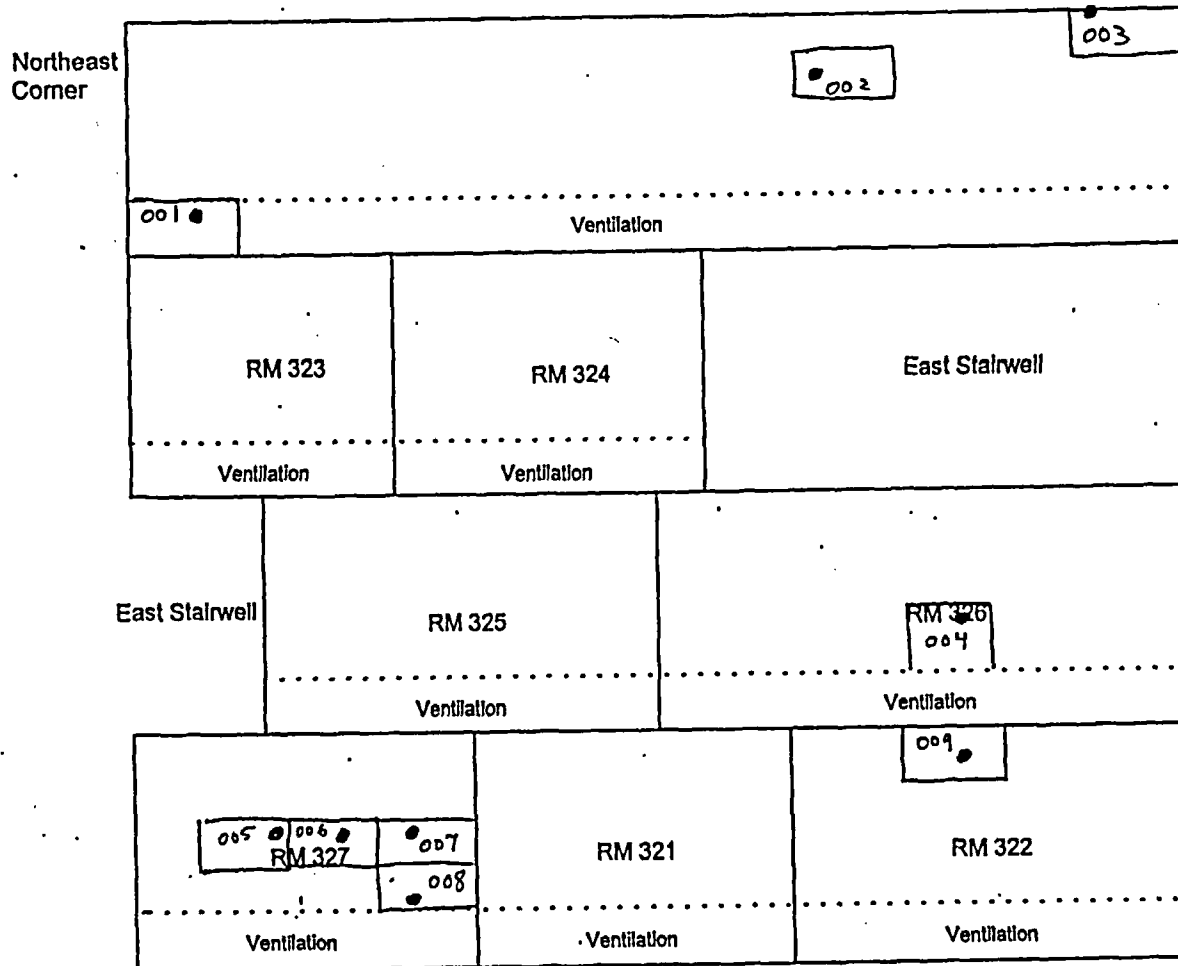 003
Northeast
Corner
002
001
Ventilation
RM 323
RM 324
East Stairwell
Ventilation
Ventilation
East Stairwell
RM 325
RM 326
004
Ventilation
Ventilation
009
005
006
007
RM 327
RM 321
RM 322
008
Ventilation
Ventilation
Ventilation